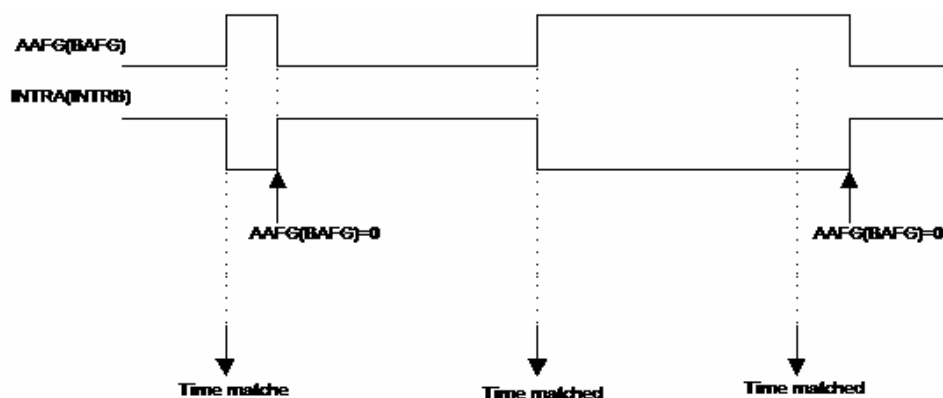 AAFG(BAFG)
INTRA(INTRB)
AAFG(BAFG)=0
AAFG(BAFG)=0
Time matche
Time matched
Time matched